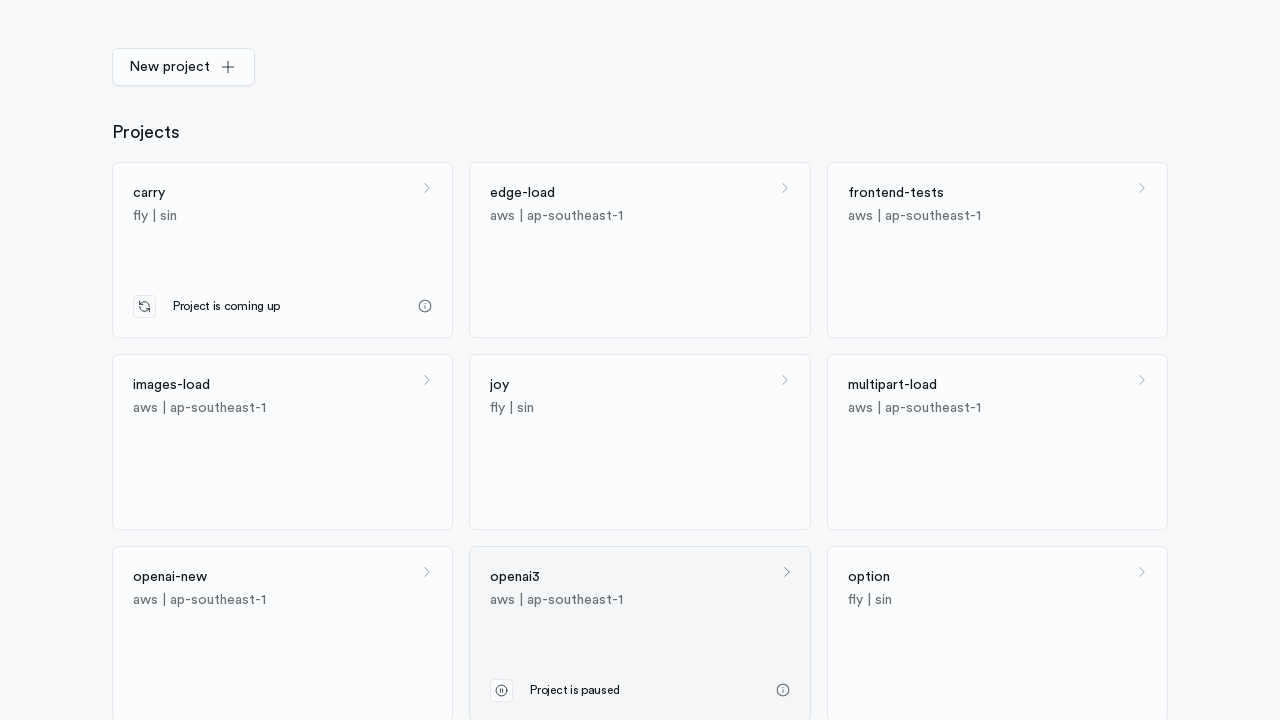 New project
Projects
carry
fly | sin
Project is coming up
edge-load
aws | ap-southeast-1
frontend-tests
aws | ap-southeast-1
images-load
aws | ap-southeast-1
joy
fly | sin
multipart-load
aws | ap-southeast-1
openai-new
aws | ap-southeast-1
openai3
aws | ap-southeast-1
Project is paused
option
fly | sin